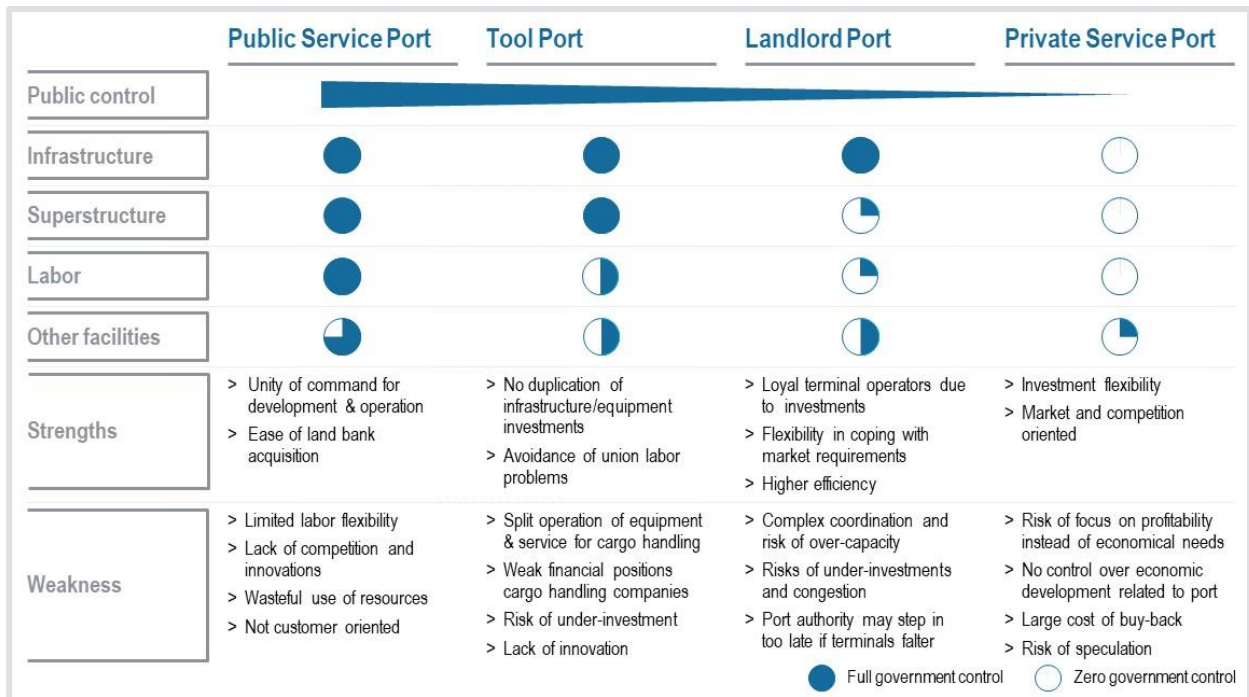 Public Service Port
Tool Port
Landlord Port
Private Service Port
Public control
Infrastructure
Superstructure
Labor
Other facilities
Strengths
> Unity of command for
development & operation
> Ease of land bank
acquisition
> No duplication of
infrastructure/equipment
investments
> Avoidance of union labor
problems
> Loyal terminal operators due
to investments
> Flexibility in coping with
market requirements
> Higher efficiency
> Investment flexibility
> Market and competition
oriented
Weakness
> Limited labor flexibility
> Lack of competition and
innovations
> Wasteful use of resources
> Not customer oriented
> Split operation of equipment
& service for cargo handling
> Weak financial positions
cargo handling companies
> Risk of under-investment
> Lack of innovation
> Complex coordination and
risk of over-capacity
> Risks of under-investments
and congestion
> Port authority may step in
too late if terminals falter
> Risk of focus on profitability
instead of economical needs
> No control over economic
development related to port
> Large cost of buy-back
> Risk of speculation
Full government control
Zero government control